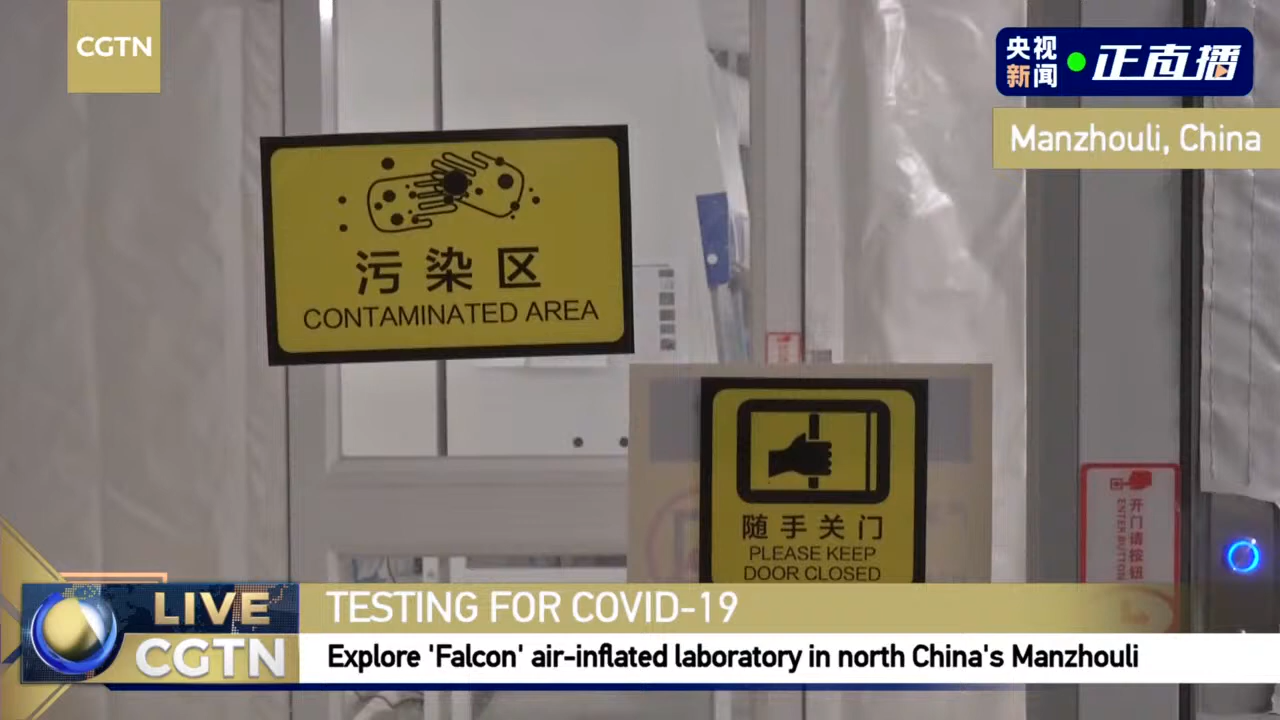 CGTN
央视
新闻
正直播
Manzhouli, China
污染区
CONTAMINATED AREA
随手关门
PLEASE KEEP
DOOR CLOSED
开门请按钮
ENTER BUTTON
LIVE
CGTN
TESTING FOR COVID-19
Explore 'Falcon' air-inflated laboratory in north China's Manzhouli